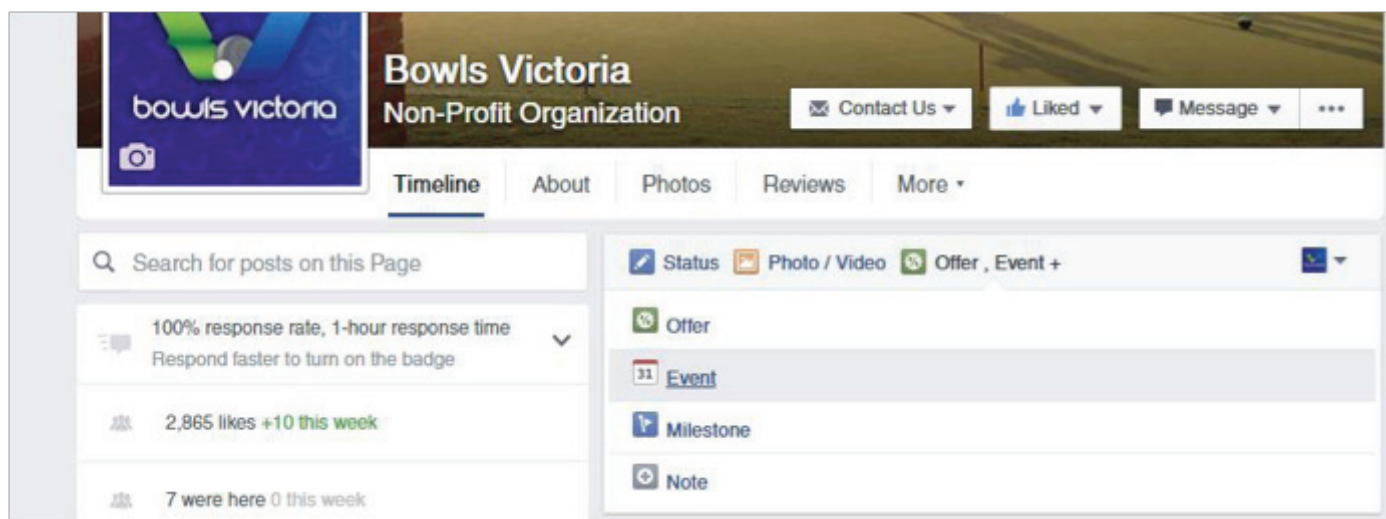 bowls victoria
Bowls Victoria
Non-Profit Organization
Contact Us
Liked
Message
Timeline
About
Photos
Reviews
More
Search for posts on this Page
Status
Photo / Video
Offer , Event +
100% response rate, 1-hour response time
Respond faster to turn on the badge
2,865 likes +10 this week
7 were here 0 this week
Offer
31 Event
Milestone
Note